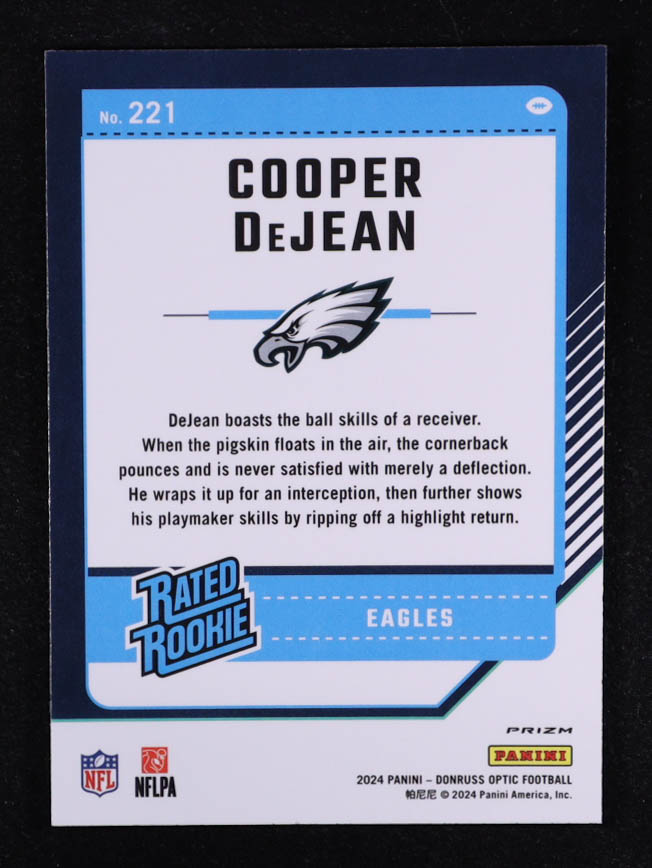 No. 221
COOPER
DeJEAN
DeJean boasts the ball skills of a receiver.
When the pigskin floats in the air, the cornerback
pounces and is never satisfied with merely a deflection.
He wraps it up for an interception, then further shows
his playmaker skills by ripping off a highlight return.
RATED
ROOKIE
EAGLES
PRIZM
PANINI
NFL
NFLPA
2024 PANINI – DONRUSS OPTIC FOOTBALL
帕尼尼 © 2024 Panini America, Inc.